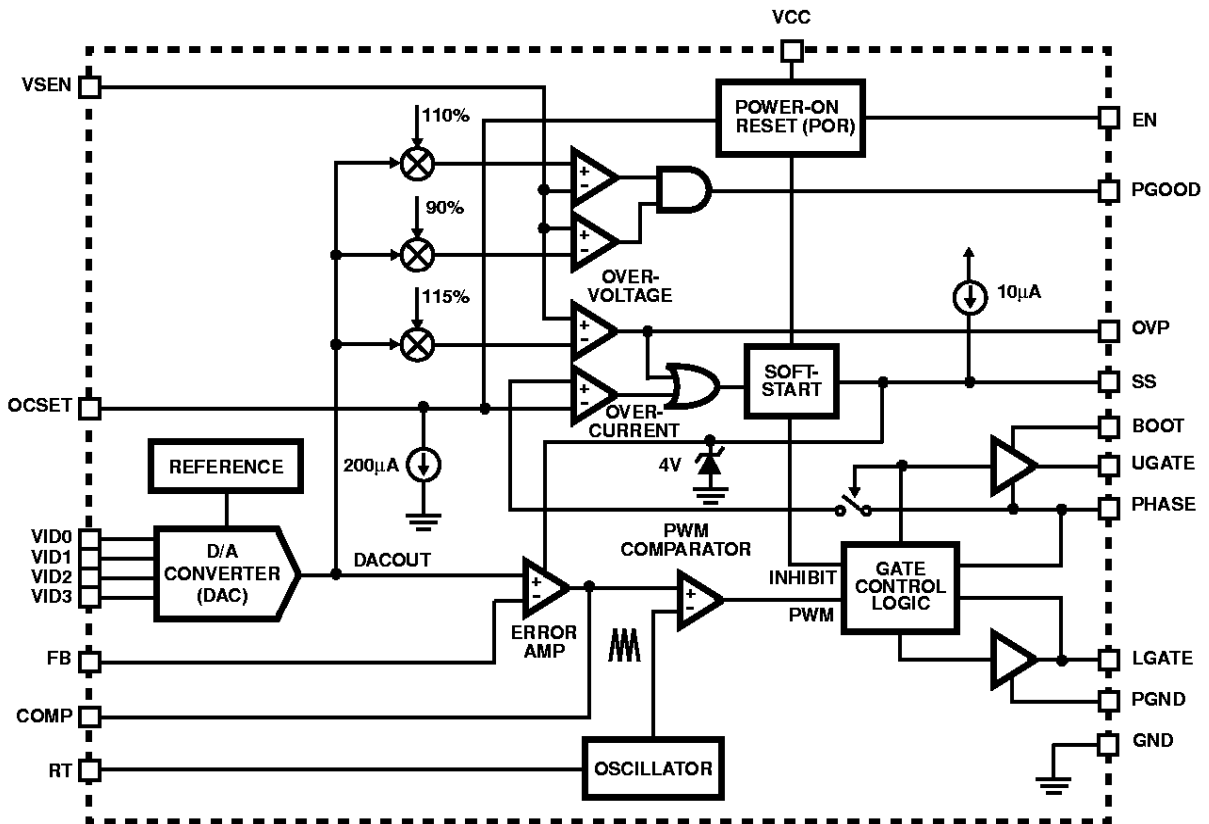 VCC
VSEN
110%
POWER-ON
RESET (POR)
EN
+
-
PGOOD
90%
+
-
OVER-
VOLTAGE
10µA
115%
+
-
OVP
SOFT-
START
SS
+
-
OCSET
OVER-
CURRENT
BOOT
REFERENCE
200µA
4V
UGATE
PHASE
VID0
VID1
VID2
VID3
D/A
CONVERTER
(DAC)
DACOUT
PWM
COMPARATOR
INHIBIT
GATE
CONTROL
LOGIC
+
-
+
-
PWM
ERROR
AMP
FB
LGATE
PGND
COMP
GND
RT
OSCILLATOR